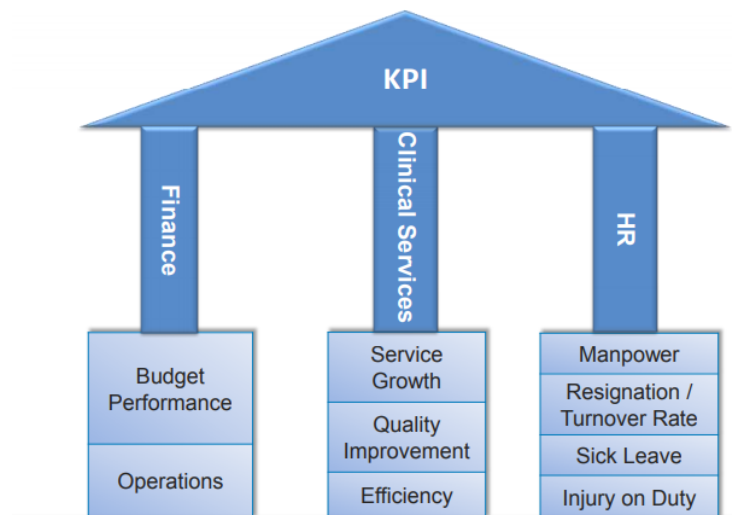 KPI
Finance
Clinical Services
HR
Budget
Performance
Operations
Service
Growth
Quality
Improvement
Efficiency
Manpower
Resignation /
Turnover Rate
Sick Leave
Injury on Duty